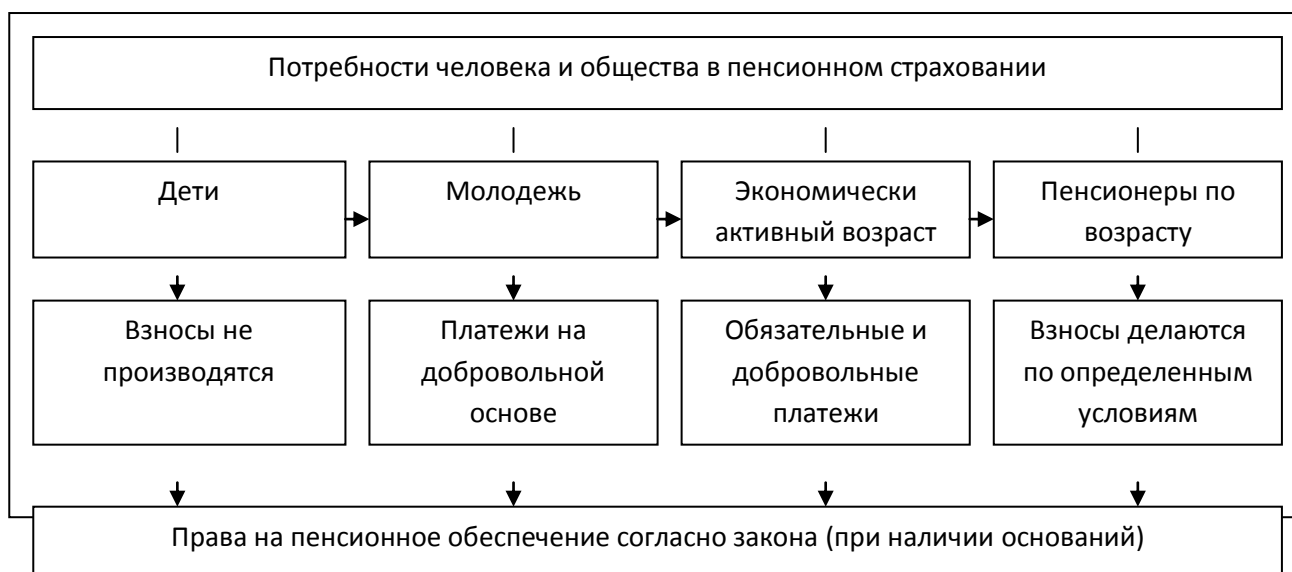 Потребности человека и общества в пенсионном страховании
Дети
Молодежь
Экономически
активный возраст
Пенсионеры по
возрасту
Взносы не
производятся
Платежи на
добровольной
основе
Обязательные и
добровольные
платежи
Взносы делаются
по определенным
условиям
Права на пенсионное обеспечение согласно закона (при наличии оснований)